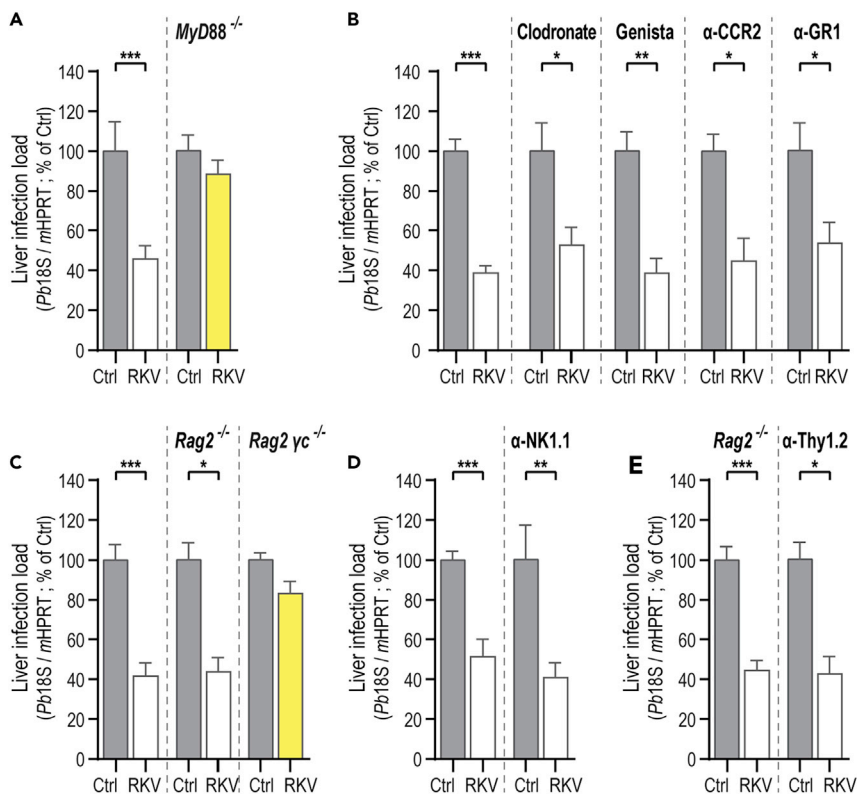 A
MyD88 -/-
***
Liver infection load
(Pb18S / mHPRT ; % of Ctrl)
140
120
100
80
60
40
20
0
Ctrl RKV Ctrl RKV
B
Clodronate Genista α-CCR2 α-GR1
*** * ** * *
Liver infection load
(Pb18S / mHPRT ; % of Ctrl)
140
120
100
80
60
40
20
0
Ctrl RKV Ctrl RKV Ctrl RKV Ctrl RKV Ctrl RKV
C
Rag2 -/- Rag2 γc -/-
*** *
Liver infection load
(Pb18S / mHPRT ; % of Ctrl)
140
120
100
80
60
40
20
0
Ctrl RKV Ctrl RKV Ctrl RKV
D
α-NK1.1
*** **
Liver infection load
(Pb18S / mHPRT ; % of Ctrl)
140
120
100
80
60
40
20
0
Ctrl RKV Ctrl RKV
E
Rag2 -/- α-Thy1.2
*** *
Liver infection load
(Pb18S / mHPRT ; % of Ctrl)
140
120
100
80
60
40
20
0
Ctrl RKV Ctrl RKV